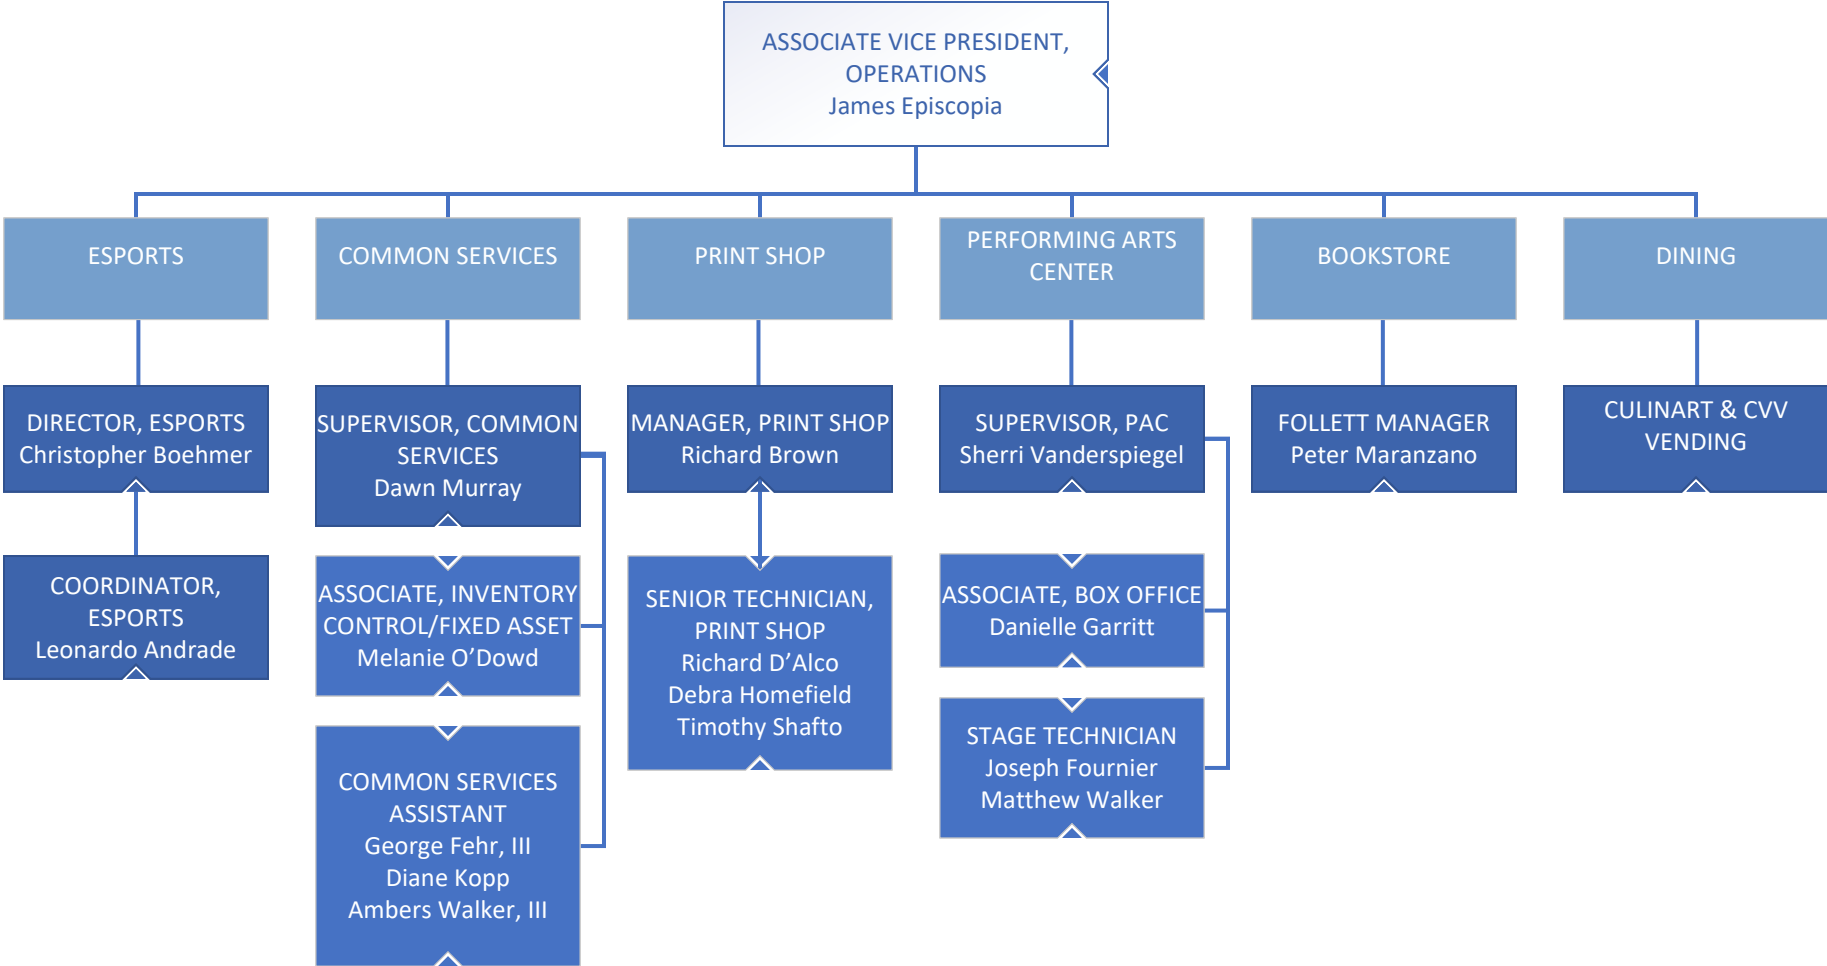 ASSOCIATE VICE PRESIDENT,
OPERATIONS
James Episcopia
ESPORTS
COMMON SERVICES
PRINT SHOP
PERFORMING ARTS
CENTER
BOOKSTORE
DINING
DIRECTOR, ESPORTS
Christopher Boehmer
SUPERVISOR, COMMON
SERVICES
Dawn Murray
MANAGER, PRINT SHOP
Richard Brown
SUPERVISOR, PAC
Sherri Vanderspiegel
FOLLETT MANAGER
Peter Maranzano
CULINART & CVV
VENDING
COORDINATOR,
ESPORTS
Leonardo Andrade
ASSOCIATE, INVENTORY
CONTROL/FIXED ASSET
Melanie O’Dowd
SENIOR TECHNICIAN,
PRINT SHOP
Richard D’Alco
Debra Homefield
Timothy Shafto
ASSOCIATE, BOX OFFICE
Danielle Garritt
COMMON SERVICES
ASSISTANT
George Fehr, III
Diane Kopp
Ambers Walker, III
STAGE TECHNICIAN
Joseph Fournier
Matthew Walker